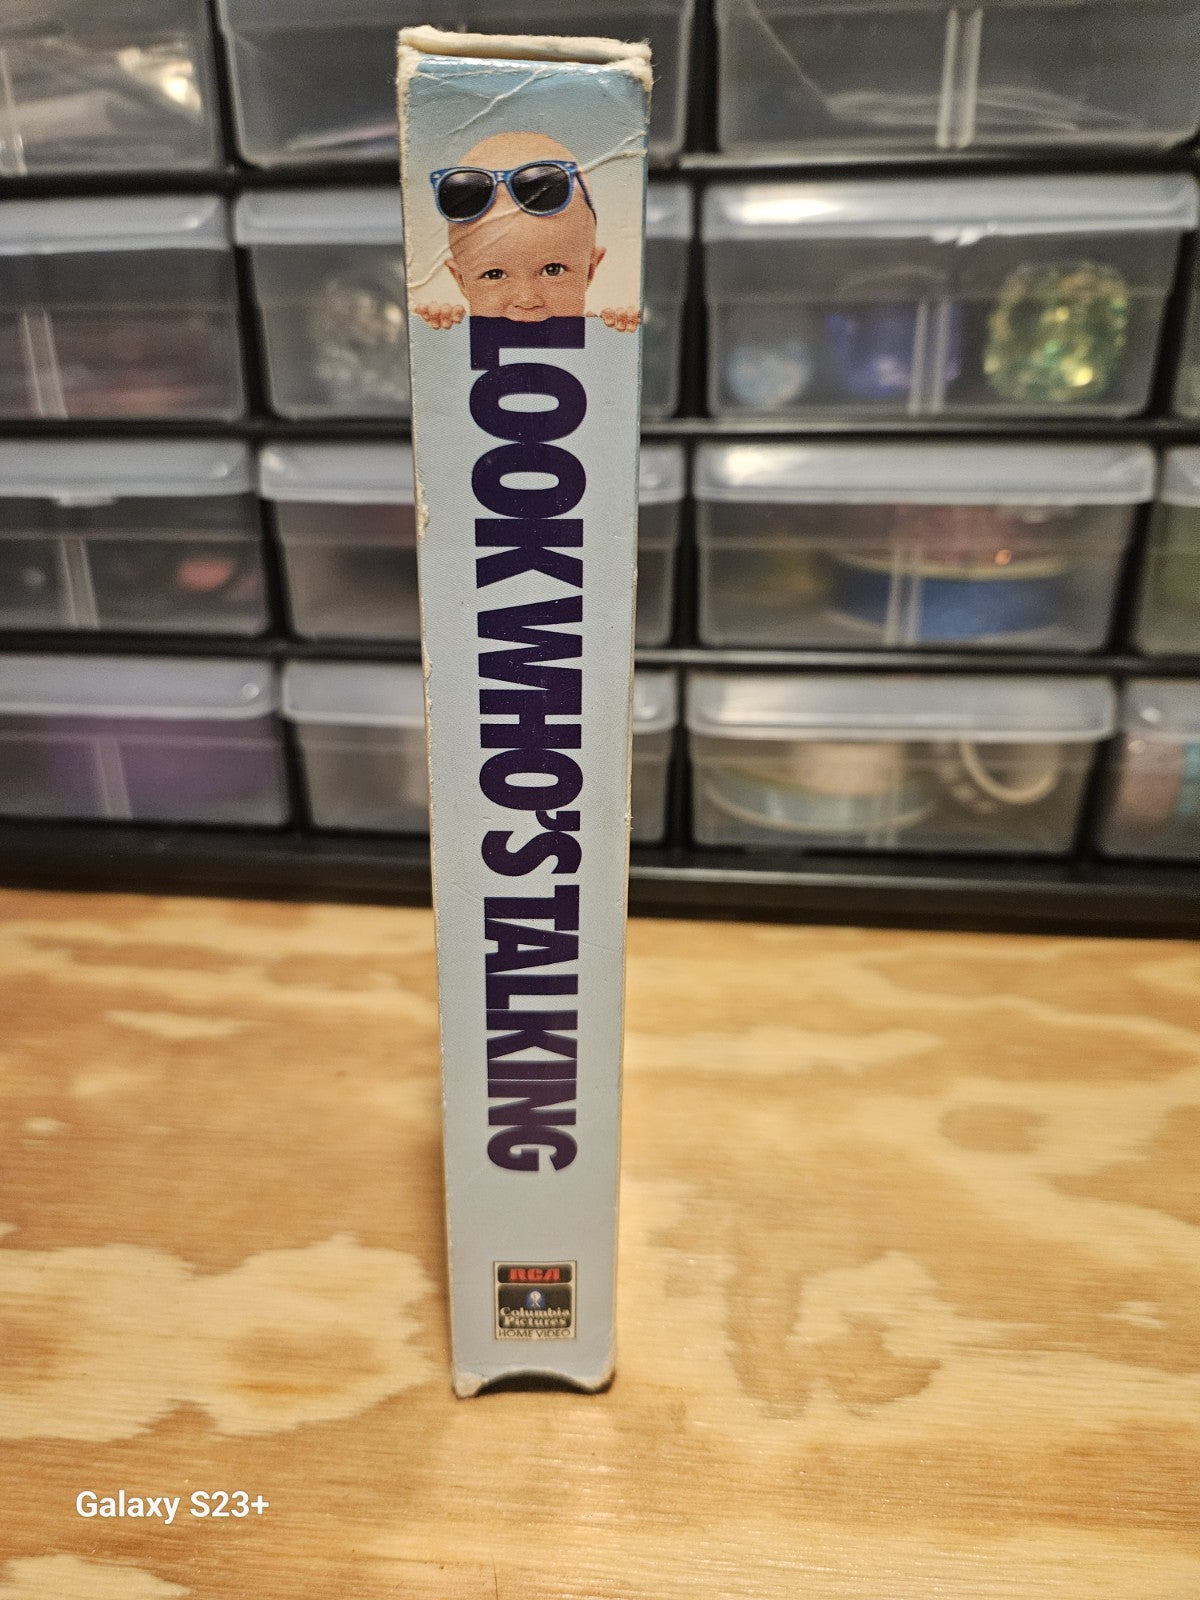 LOOK WHO'S TALKING
RCA
Columbia
Pictures
HOME VIDEO
Galaxy S23+